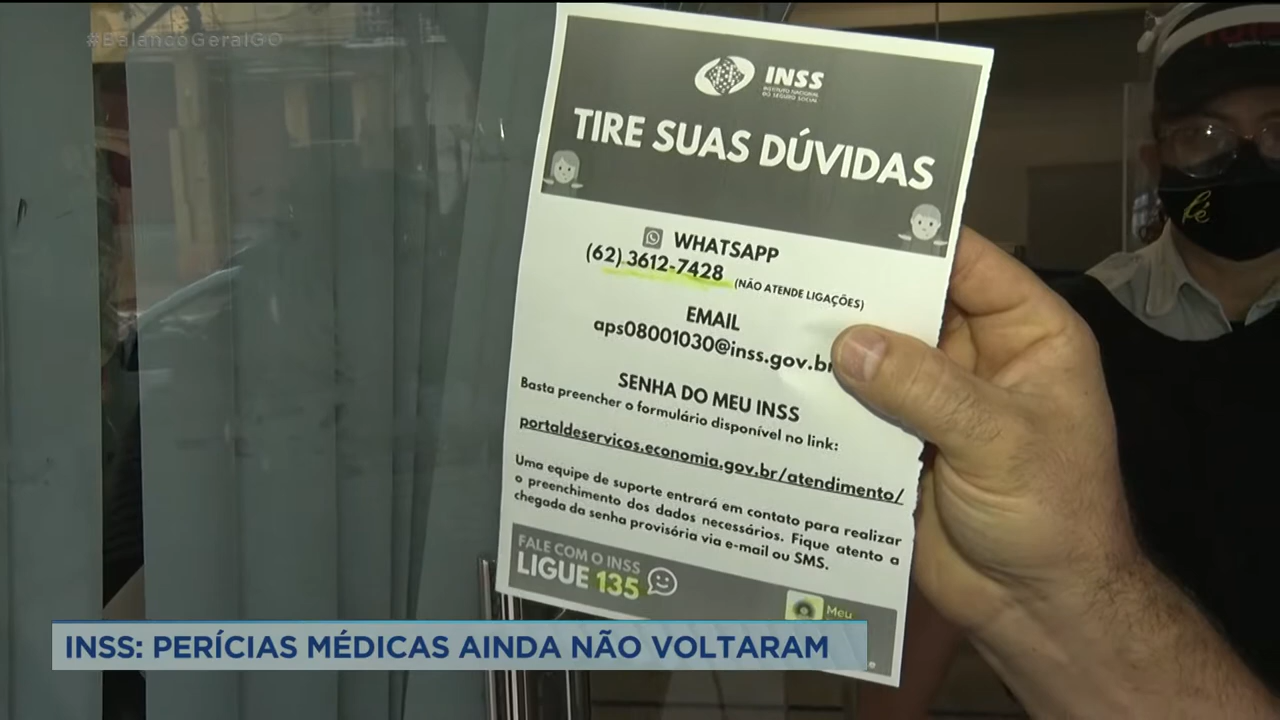 #BalançoGeralGO
INSS
INSTITUTO NACIONAL
DO SEGURO SOCIAL
TIRE SUAS DÚVIDAS
WHATSAPP
(62) 3612-7428 (NÃO ATENDE LIGAÇÕES)
EMAIL
aps08001030@inss.gov.br
SENHA DO MEU INSS
Basta preencher o formulário disponível no link:
portaldeservicos.economia.gov.br/atendimento/
Uma equipe de suporte entrará em contato para realizar
o preenchimento dos dados necessários. Fique atento a
chegada da senha provisória via e-mail ou SMS.
FALE COM O INSS
LIGUE 135
Meu
fé
INSS: PERÍCIAS MÉDICAS AINDA NÃO VOLTARAM